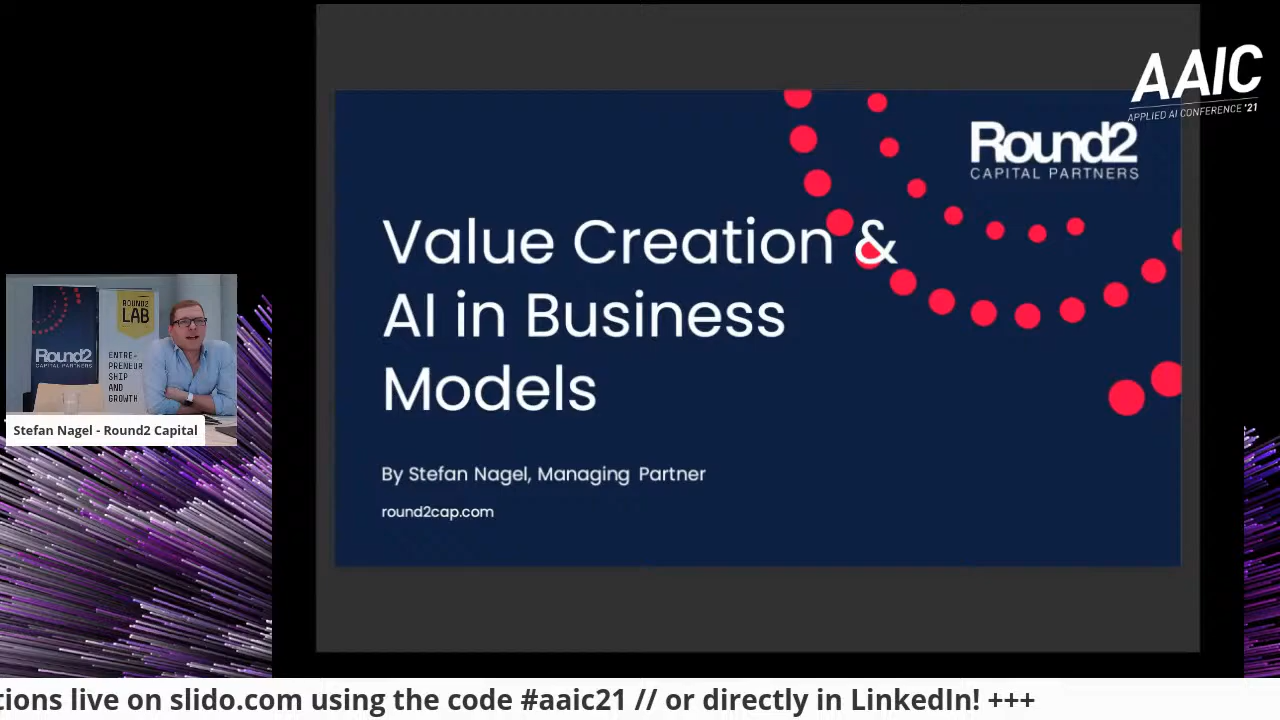 AAIC
APPLIED AI CONFERENCE '21
Round2
CAPITAL PARTNERS
Value Creation &
AI in Business
Models
By Stefan Nagel, Managing Partner
round2cap.com
Round2
CAPITAL PARTNERS
ROUND2
LAB
ENTRE-
PRENEUR
SHIP
AND
GROWTH
Stefan Nagel - Round2 Capital
tions live on slido.com using the code #aaic21 // or directly in LinkedIn! +++